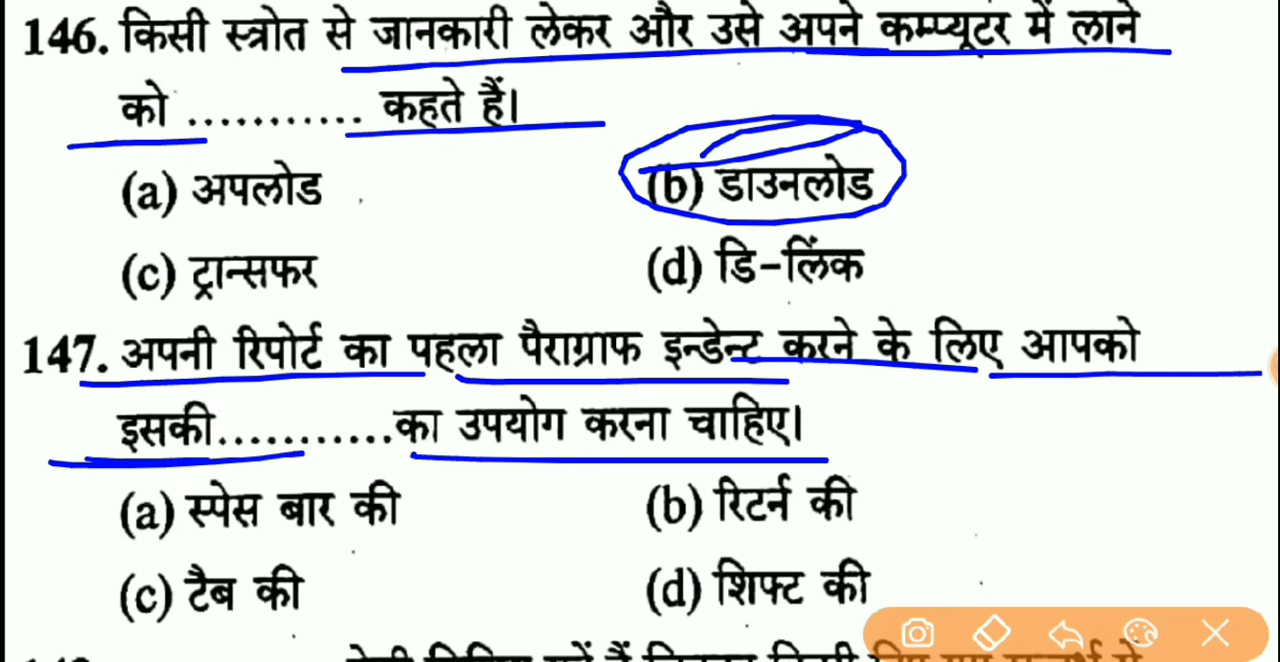 146. किसी स्त्रोत से जानकारी लेकर और उसे अपने कम्प्यूटर में लाने
को ........... कहते हैं।
(a) अपलोड (b) डाउनलोड
(c) ट्रान्सफर (d) डि-लिंक
147. अपनी रिपोर्ट का पहला पैराग्राफ इन्डेन्ट करने के लिए आपको
इसकी...........का उपयोग करना चाहिए।
(a) स्पेस बार की (b) रिटर्न की
(c) टैब की (d) शिफ्ट की